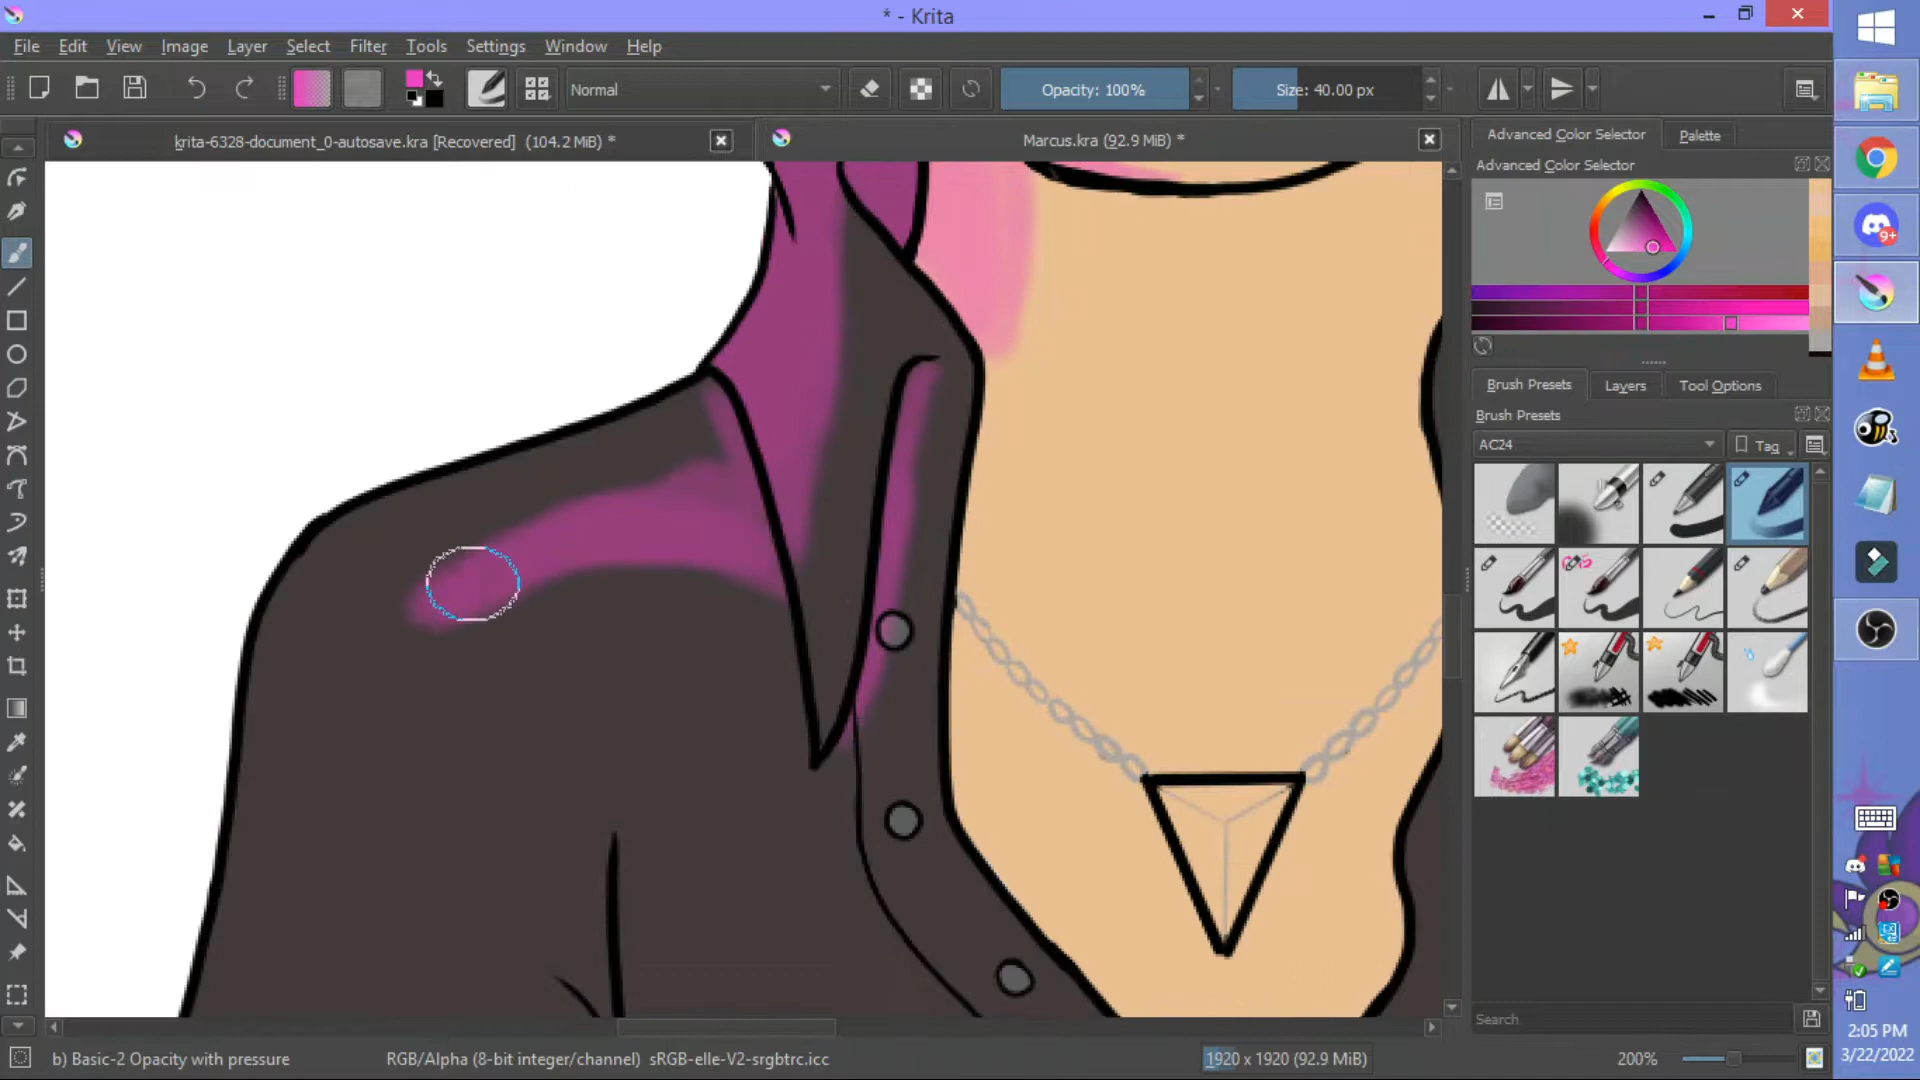 * - Krita
File Edit View Image Layer Select Filter Tools Settings Window Help
Normal
Opacity: 100%
Size: 40.00 px
krita-6328-document_0-autosave.kra [Recovered] (104.2 MiB) *
Marcus.kra (92.9 MiB) *
Advanced Color Selector Palette
Advanced Color Selector
Brush Presets Layers Tool Options
Brush Presets
AC24 Tag
Search
b) Basic-2 Opacity with pressure
RGB/Alpha (8-bit integer/channel) sRGB-elle-V2-srgbtrc.icc
1920 x 1920 (92.9 MiB)
200%
9+
2:05 PM
3/22/2022